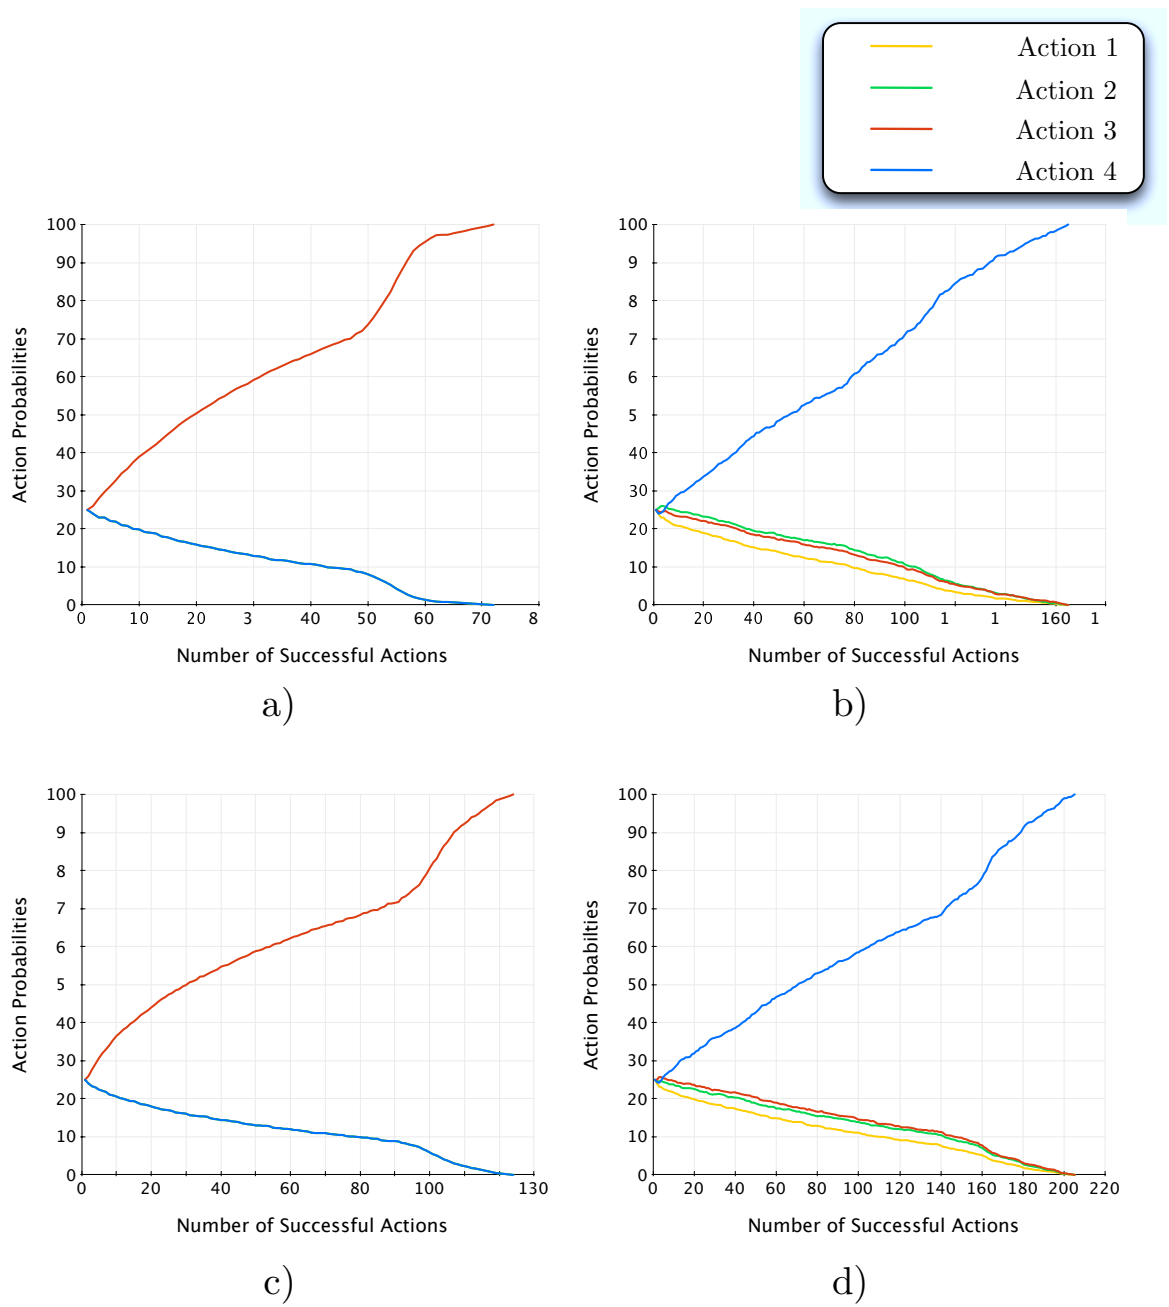 Action 1
Action 2
Action 3
Action 4
100
90
80
70
60
50
40
30
20
10
0
Action Probabilities
0 10 20 3 40 50 60 70 8
Number of Successful Actions
a)
100
9
8
7
6
5
40
30
20
10
0
Action Probabilities
0 20 40 60 80 100 1 1 160 1
Number of Successful Actions
b)
100
9
8
7
6
5
40
30
20
10
0
Action Probabilities
0 20 40 60 80 100 130
Number of Successful Actions
c)
100
90
80
70
60
50
40
30
20
10
0
Action Probabilties
0 20 40 60 80 100 120 140 160 180 200 220
Number of Successful Actions
d)